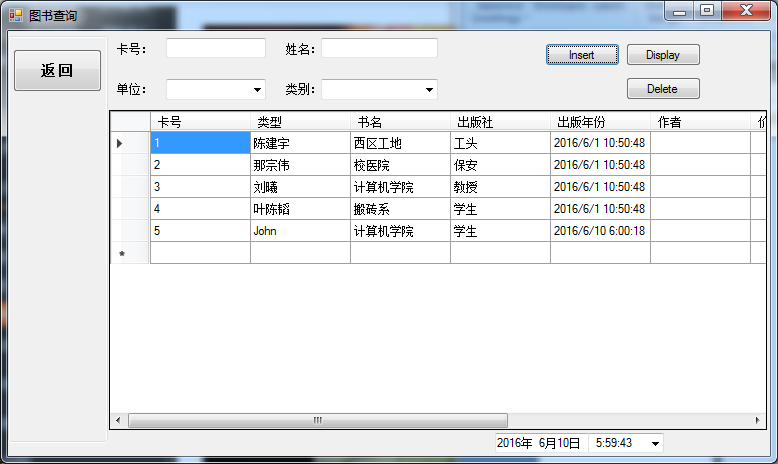 图书查询
返回
卡号： 姓名： Insert Display
单位： 类别： Delete
卡号 类型 书名 出版社 出版年份 作者
1 陈建宇 西区工地 工头 2016/6/1 10:50:48
2 那宗伟 校医院 保安 2016/6/1 10:50:48
3 刘曦 计算机学院 教授 2016/6/1 10:50:48
4 叶陈韬 搬砖系 学生 2016/6/1 10:50:48
5 John 计算机学院 学生 2016/6/10 6:00:18
*
2016年 6月10日 5:59:43